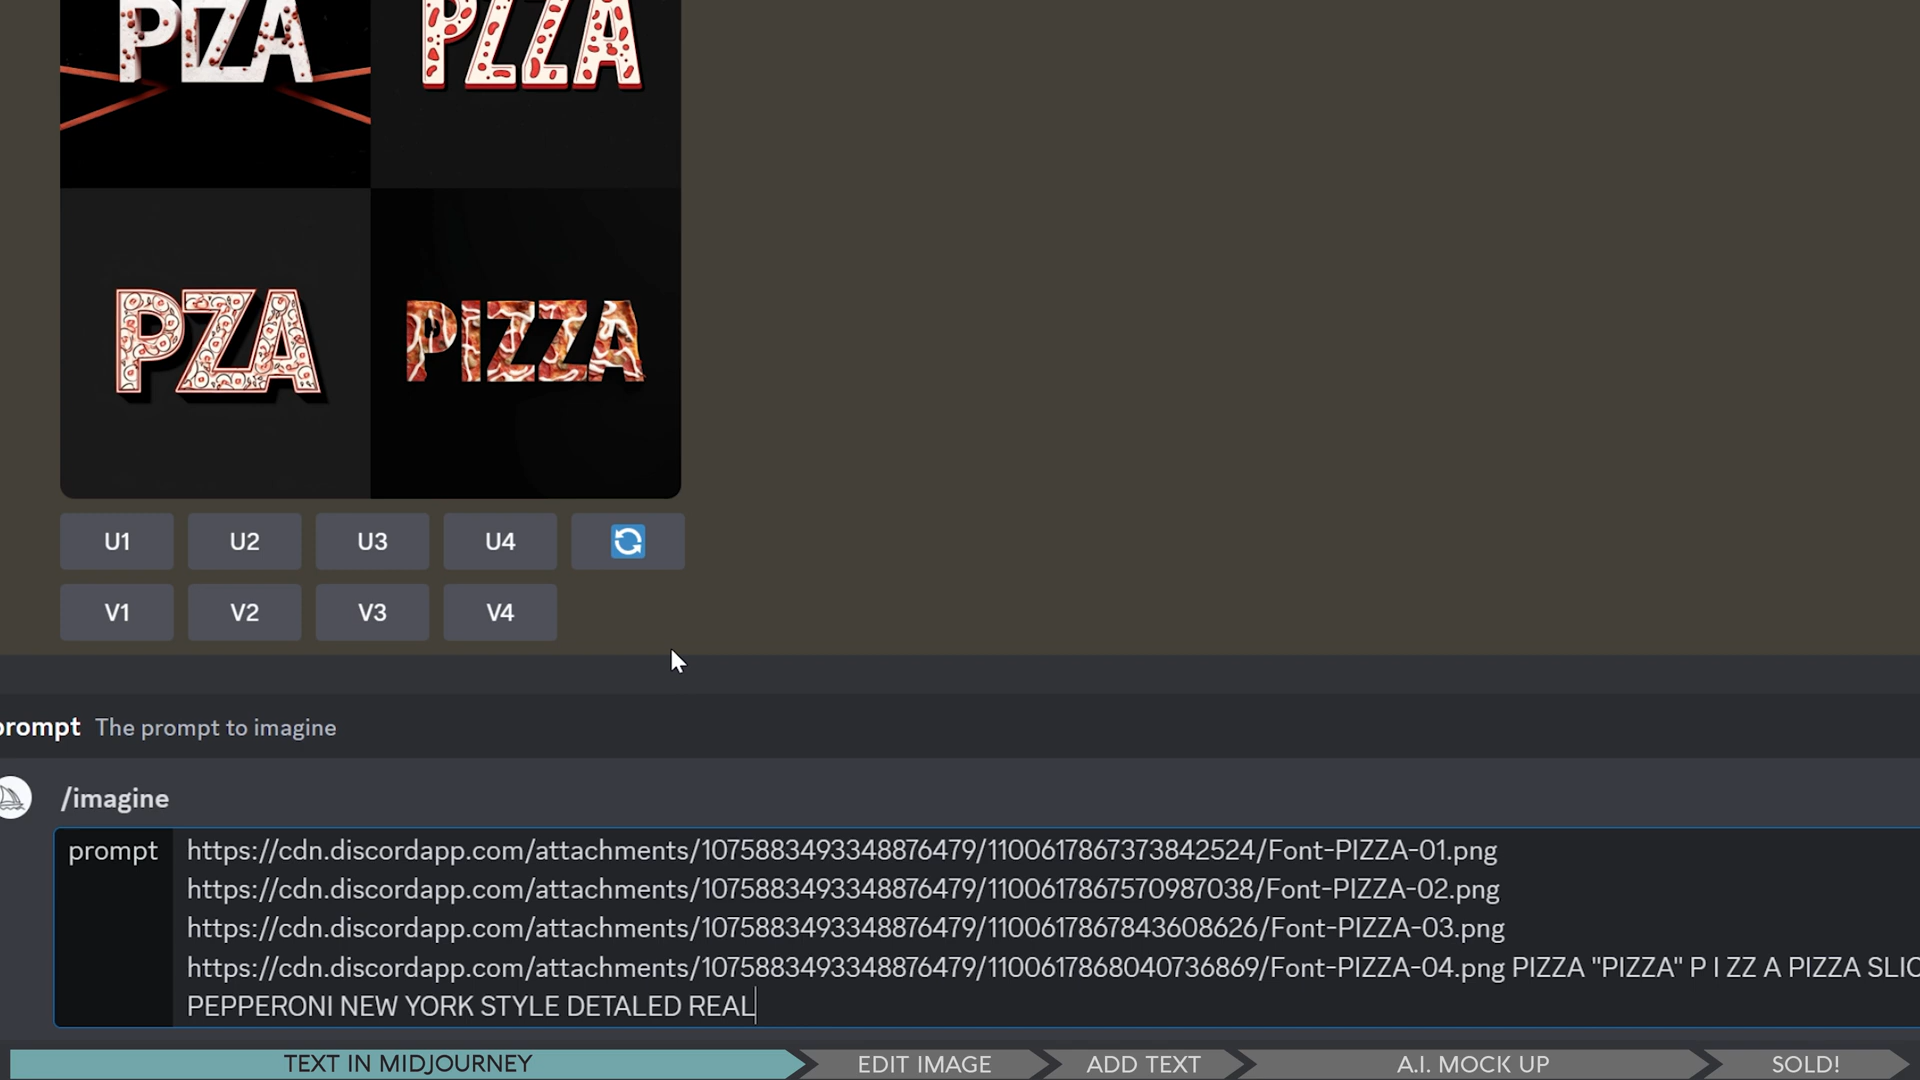 PIZA
PZZA
PZA
PIZZA
U1 U2 U3 U4
V1 V2 V3 V4
prompt The prompt to imagine
/imagine
prompt https://cdn.discordapp.com/attachments/1075883493348876479/1100617867373842524/Font-PIZZA-01.png
https://cdn.discordapp.com/attachments/1075883493348876479/1100617867570987038/Font-PIZZA-02.png
https://cdn.discordapp.com/attachments/1075883493348876479/1100617867843608626/Font-PIZZA-03.png
https://cdn.discordapp.com/attachments/1075883493348876479/1100617868040736869/Font-PIZZA-04.png PIZZA "PIZZA" P I ZZ A PIZZA SLIC
PEPPERONI NEW YORK STYLE DETALED REAL
TEXT IN MIDJOURNEY EDIT IMAGE ADD TEXT A.I. MOCK UP SOLD!